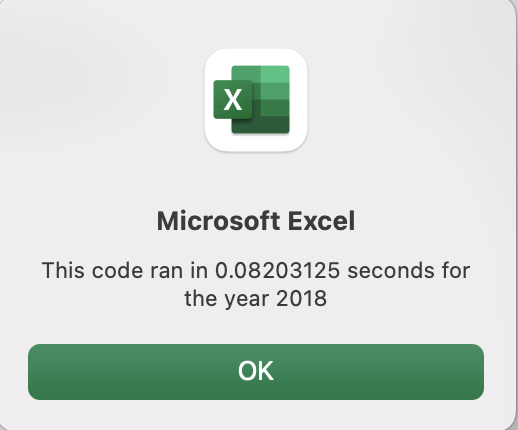 X
Microsoft Excel
This code ran in 0.08203125 seconds for
the year 2018
OK